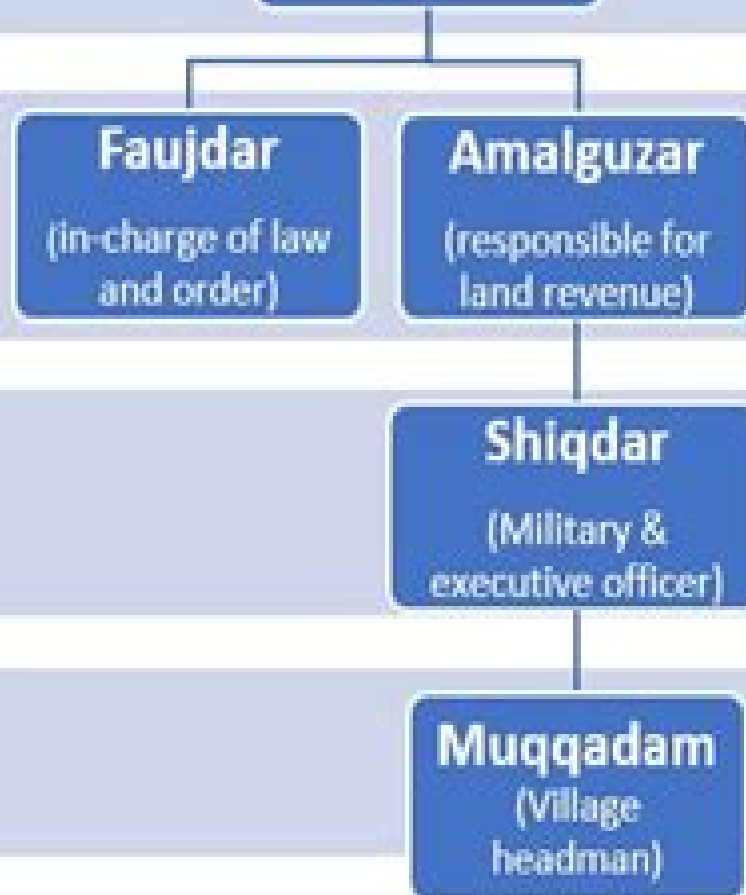 Faujdar
(in-charge of law
and order)
Amalguzar
(responsible for
land revenue)
Shiqdar
(Military &
executive officer)
Muqqadam
(Village
headman)